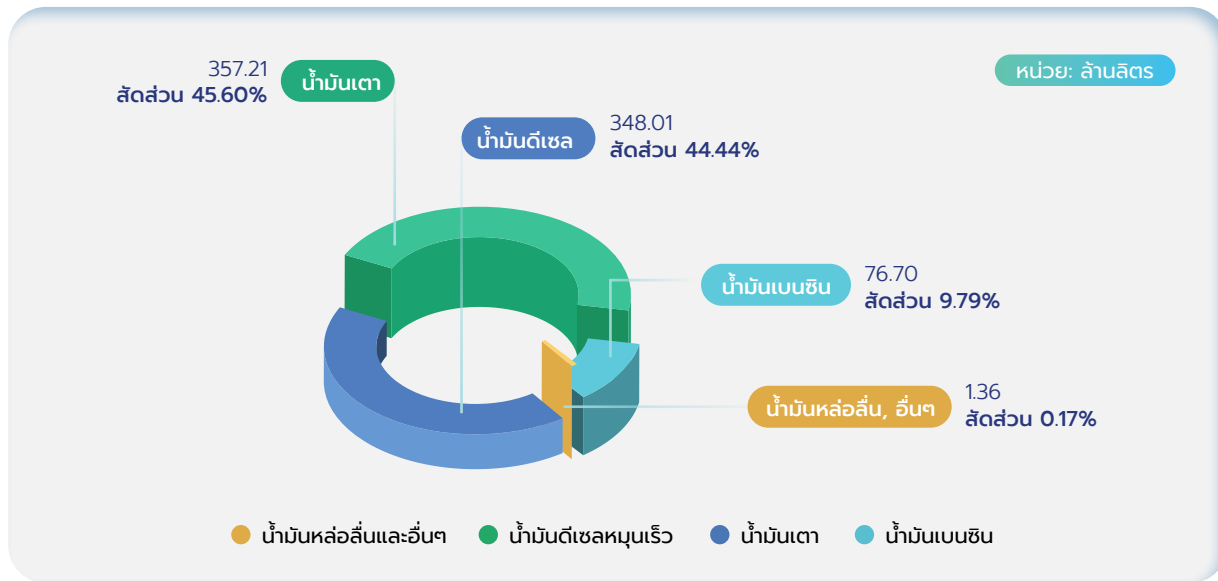 หน่วย: ล้านลิตร
357.21
สัดส่วน 45.60%
น้ำมันเตา
น้ำมันดีเซล
348.01
สัดส่วน 44.44%
น้ำมันเบนซิน
76.70
สัดส่วน 9.79%
น้ำมันหล่อลื่น, อื่นๆ
1.36
สัดส่วน 0.17%
น้ำมันหล่อลื่นและอื่นๆ
น้ำมันดีเซลหมุนเร็ว
น้ำมันเตา
น้ำมันเบนซิน